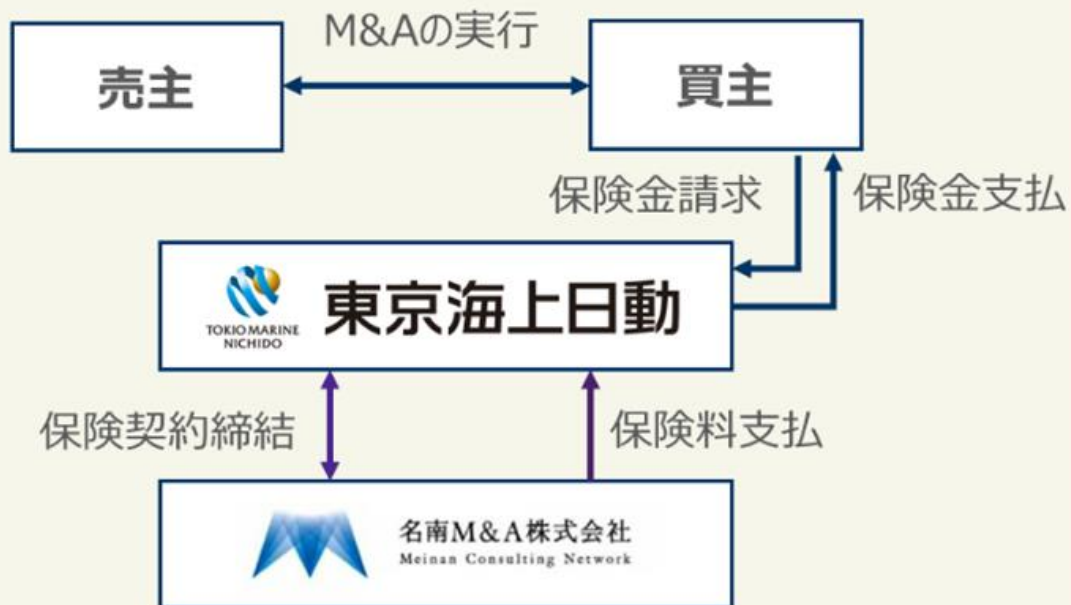 M&Aの実行
売主
買主
保険金請求
保険金支払
TOKIO MARINE
NICHIDO
東京海上日動
保険契約締結
保険料支払
名南M&A株式会社
Meinan Consulting Network